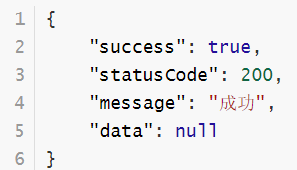 1 {
2     "success": true,
3     "statusCode": 200,
4     "message": "成功",
5     "data": null
6 }